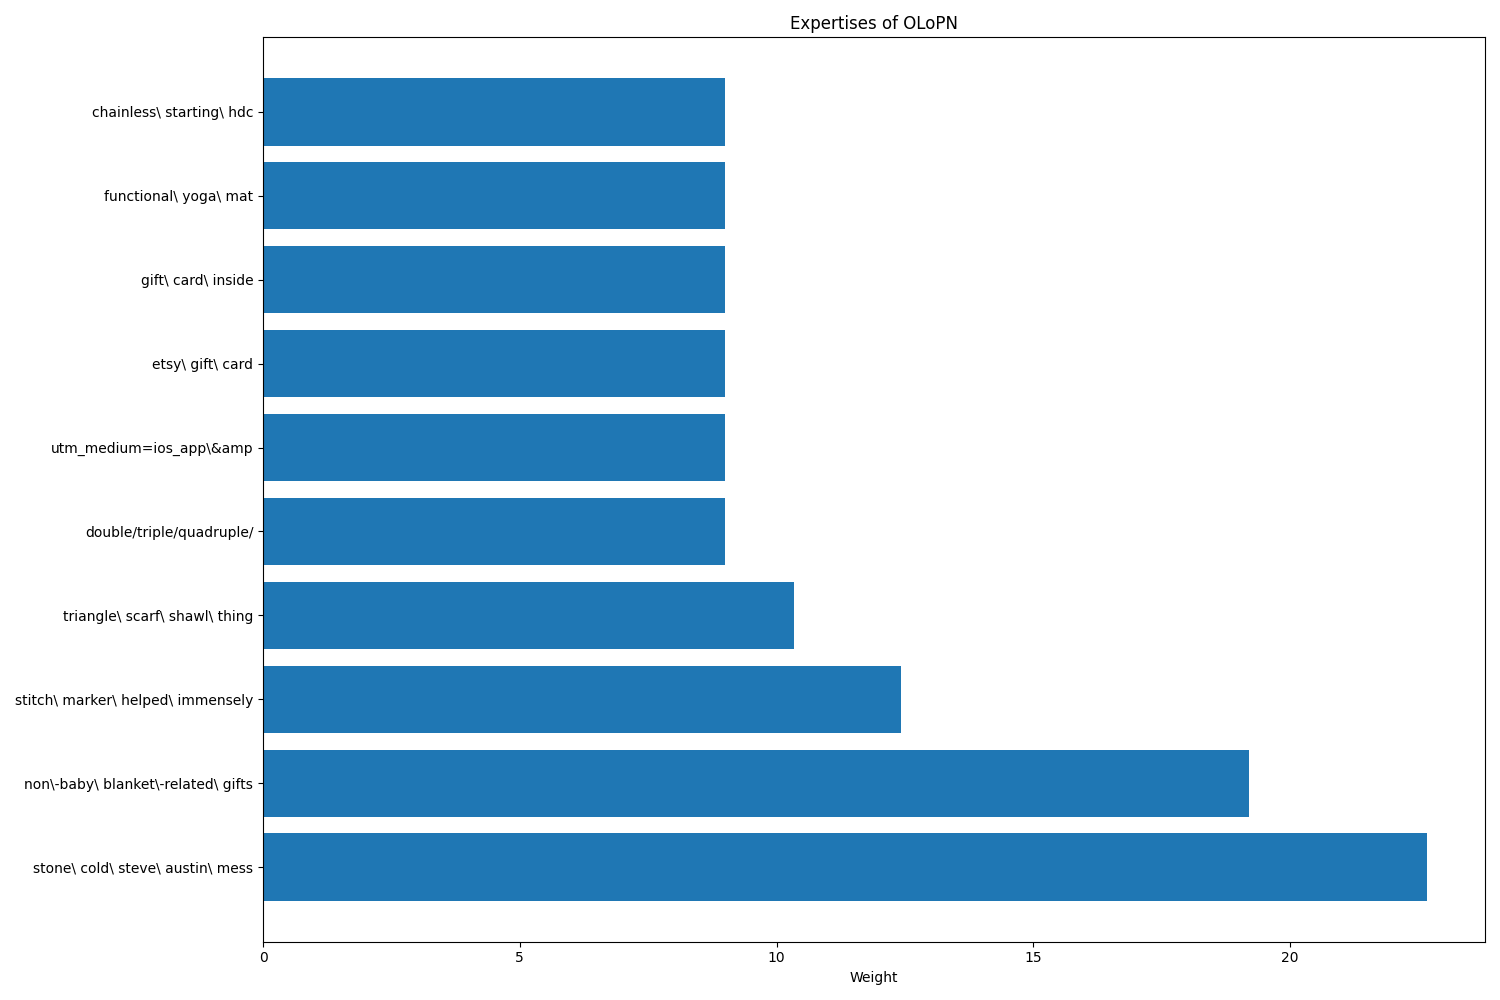 Expertises of OLoPN
chainless\ starting\ hdc
functional\ yoga\ mat
gift\ card\ inside
etsy\ gift\ card
utm_medium=ios_app\&amp
double/triple/quadruple/
triangle\ scarf\ shawl\ thing
stitch\ marker\ helped\ immensely
non\-baby\ blanket\-related\ gifts
stone\ cold\ steve\ austin\ mess
0 5 10 15 20
Weight